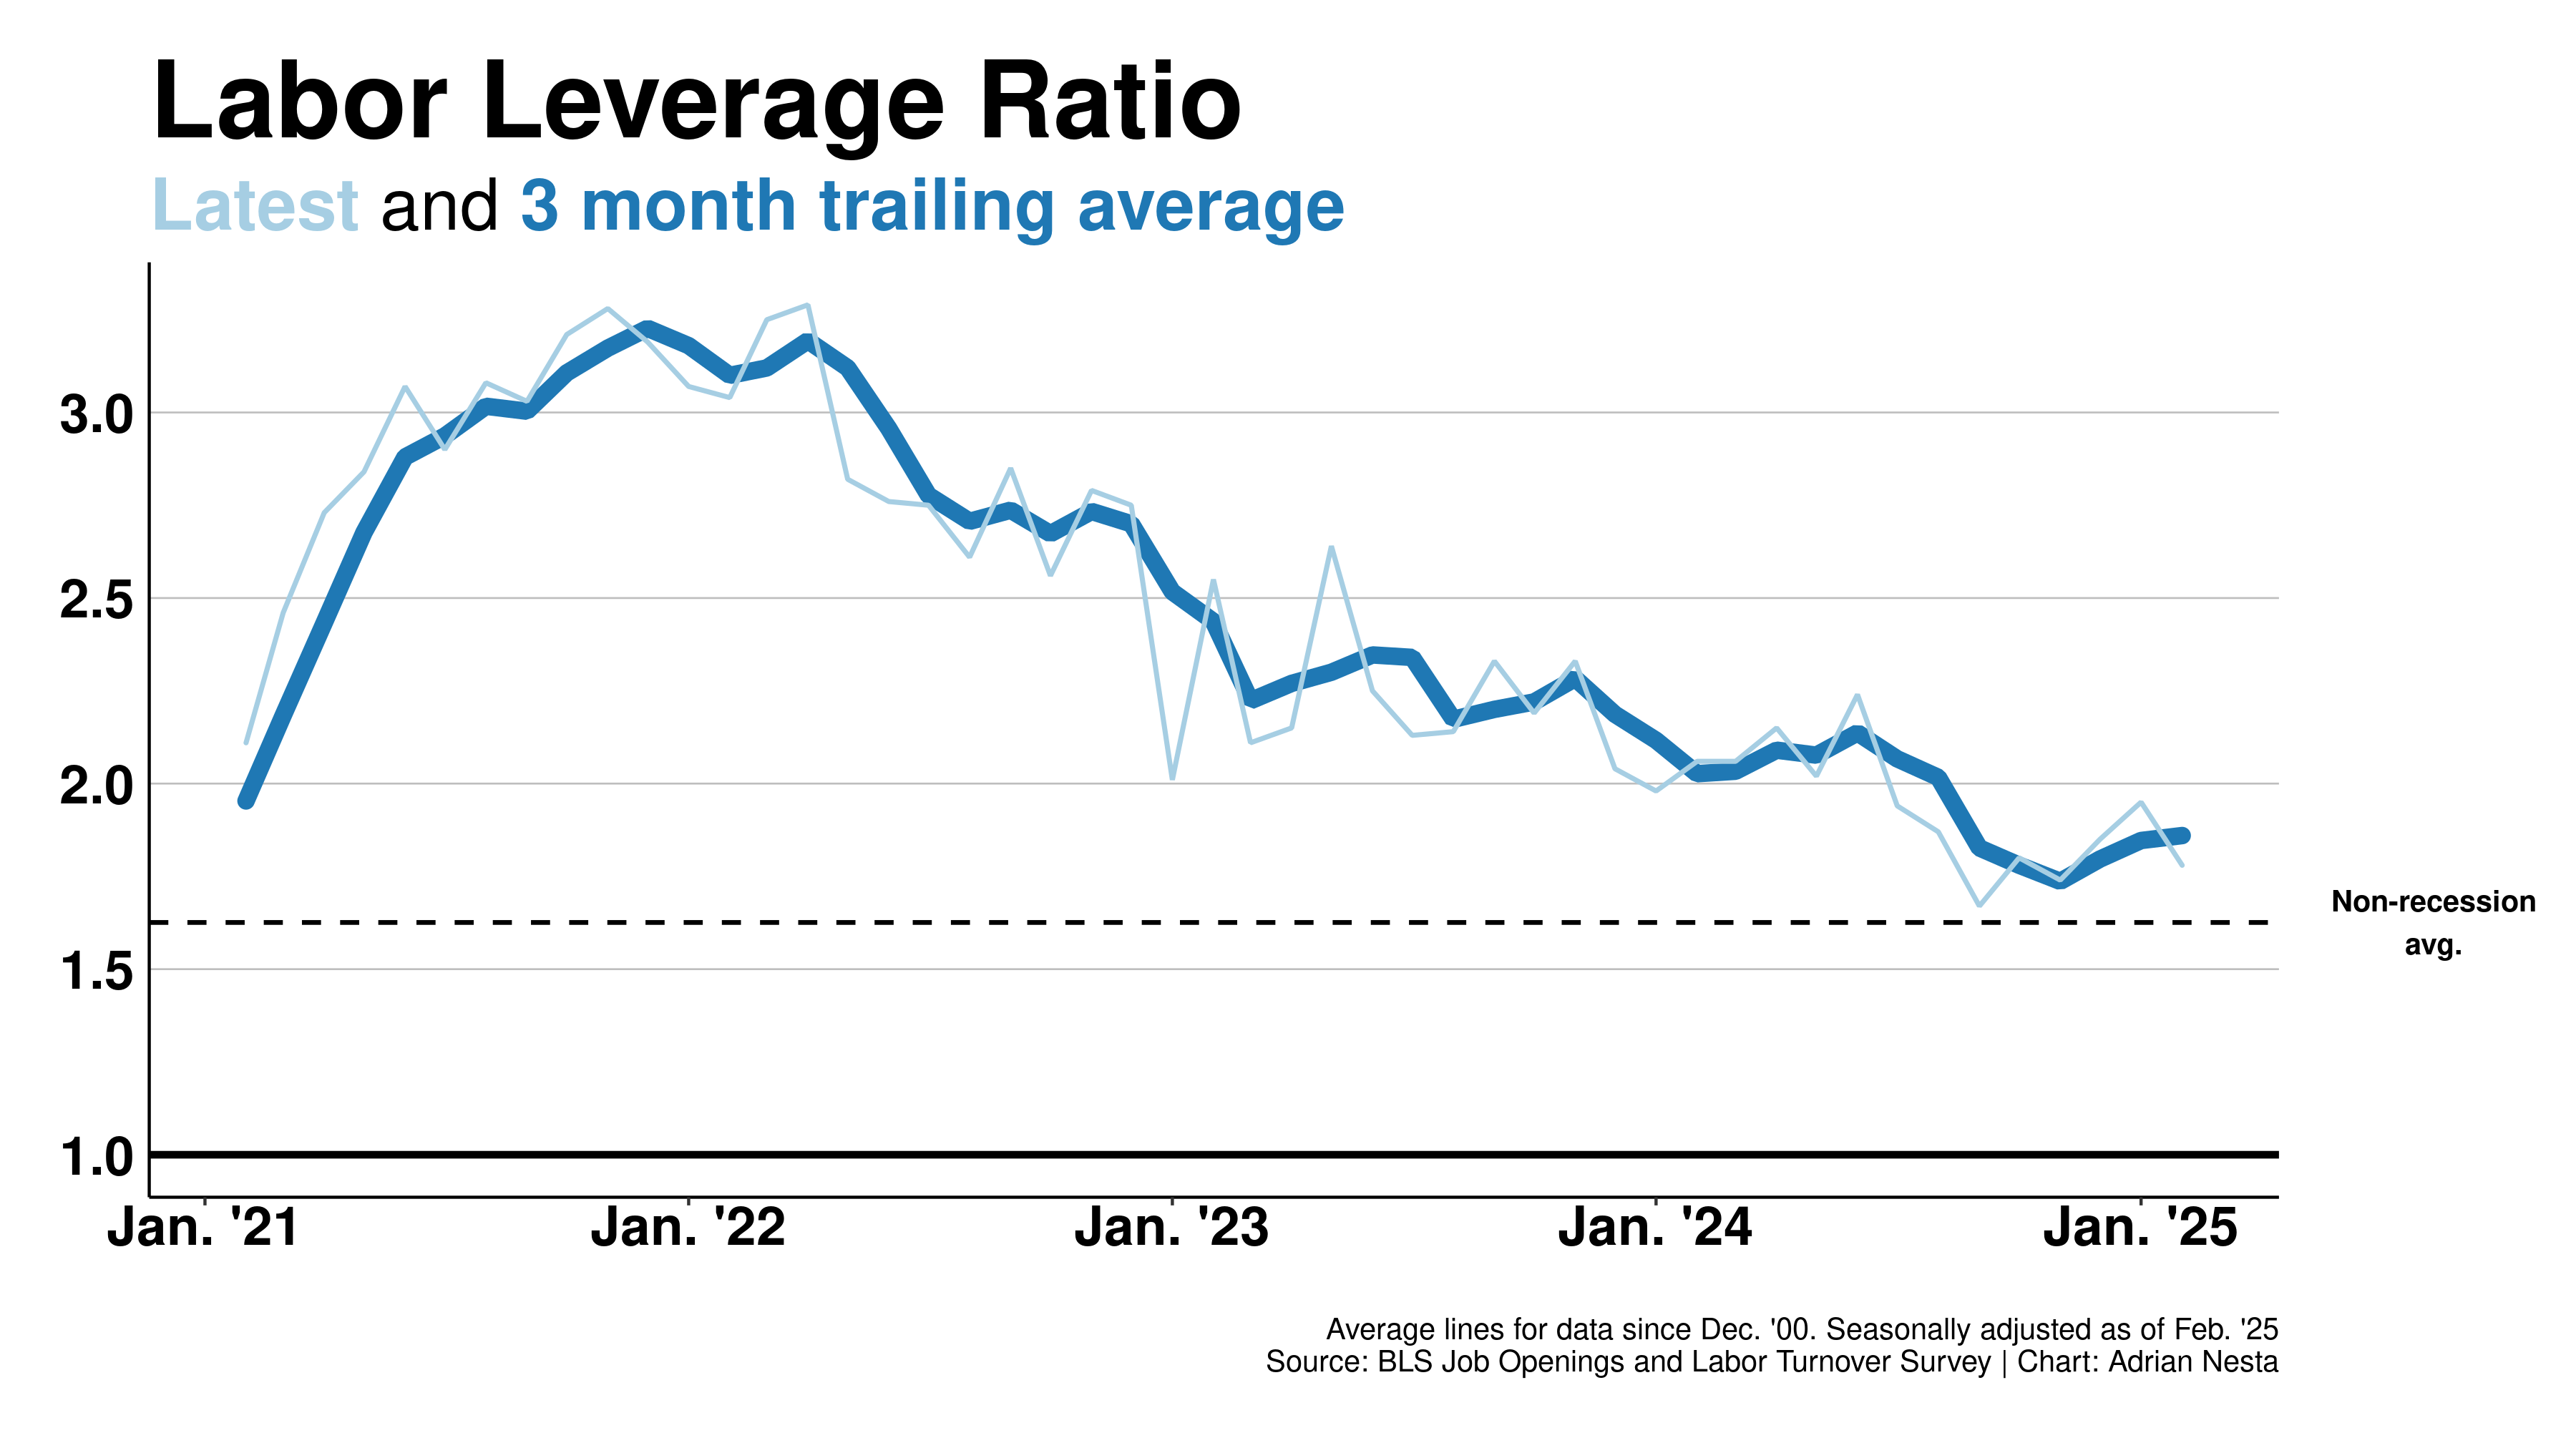 Labor Leverage Ratio
Latest and 3 month trailing average
3.0
2.5
2.0
1.5
1.0
Non-recession
avg.
Jan. '21
Jan. '22
Jan. '23
Jan. '24
Jan. '25
Average lines for data since Dec. '00. Seasonally adjusted as of Feb. '25
Source: BLS Job Openings and Labor Turnover Survey | Chart: Adrian Nesta